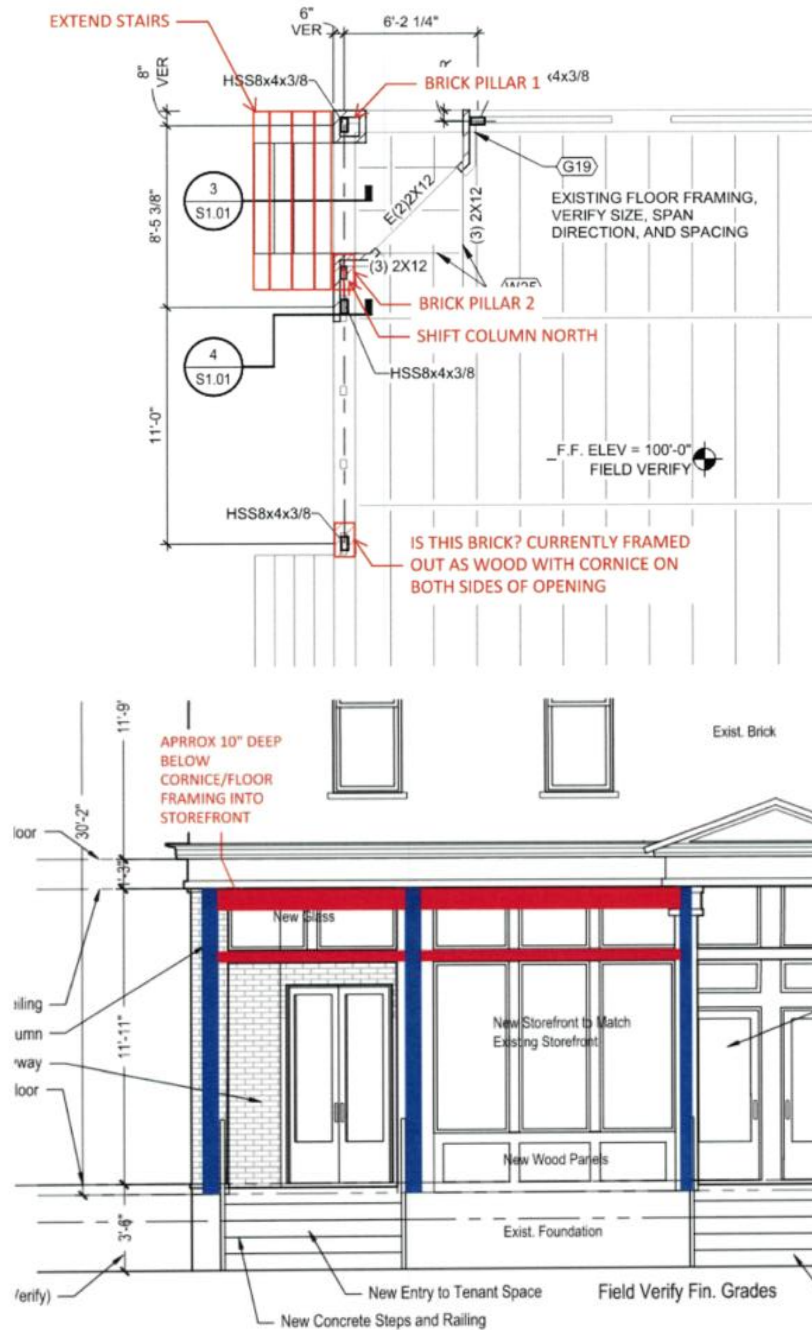 EXTEND STAIRS
6"
VER
6'-2 1/4"
8"
VER
HSS8x4x3/8
BRICK PILLAR 1
4x3/8
G19
3
S1.01
8'-5 3/8"
E(2)2X12
(3) 2X12
EXISTING FLOOR FRAMING,
VERIFY SIZE, SPAN
DIRECTION, AND SPACING
(3) 2X12
BRICK PILLAR 2
SHIFT COLUMN NORTH
4
S1.01
HSS8x4x3/8
11'-0"
F.F. ELEV = 100'-0"
FIELD VERIFY
HSS8x4x3/8
IS THIS BRICK? CURRENTLY FRAMED
OUT AS WOOD WITH CORNICE ON
BOTH SIDES OF OPENING
11'-9'
Exist. Brick
APRROX 10" DEEP
BELOW
CORNICE/FLOOR
FRAMING INTO
STOREFRONT
30'-2"
loor
1'-3"
New Glass
iling
umn
11'-11"
New Storefront to Match
Existing Storefront
way
loor
New Wood Panels
3'-6"
Exist. Foundation
/erify)
New Entry to Tenant Space
Field Verify Fin. Grades
New Concrete Steps and Railing